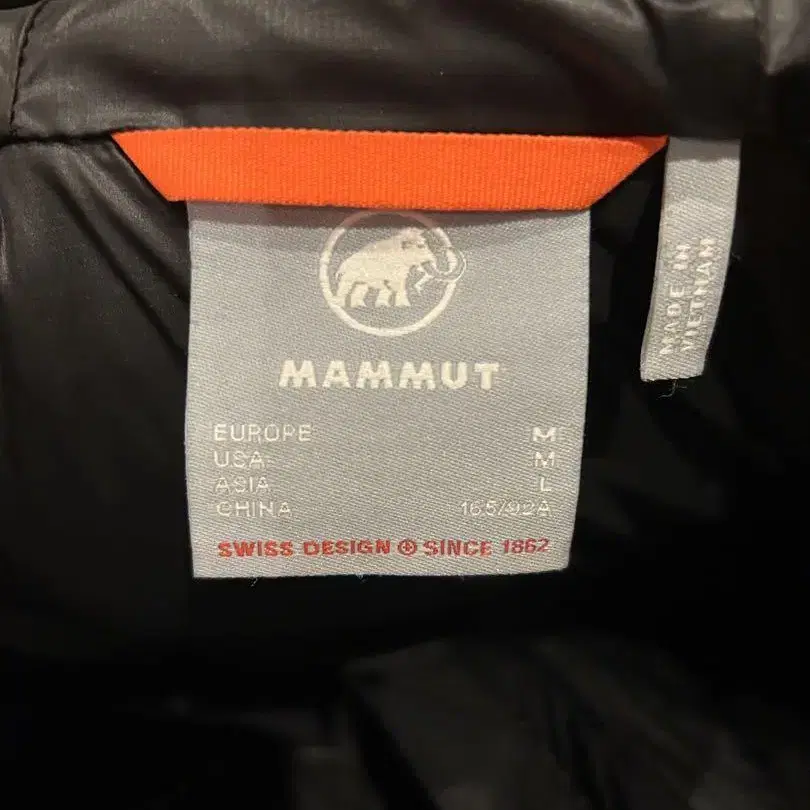 MAMMUT
EUROPE M
USA M
ASIA L
CHINA 165/92A
SWISS DESIGN SINCE 1862
MADE IN
VIETNAM